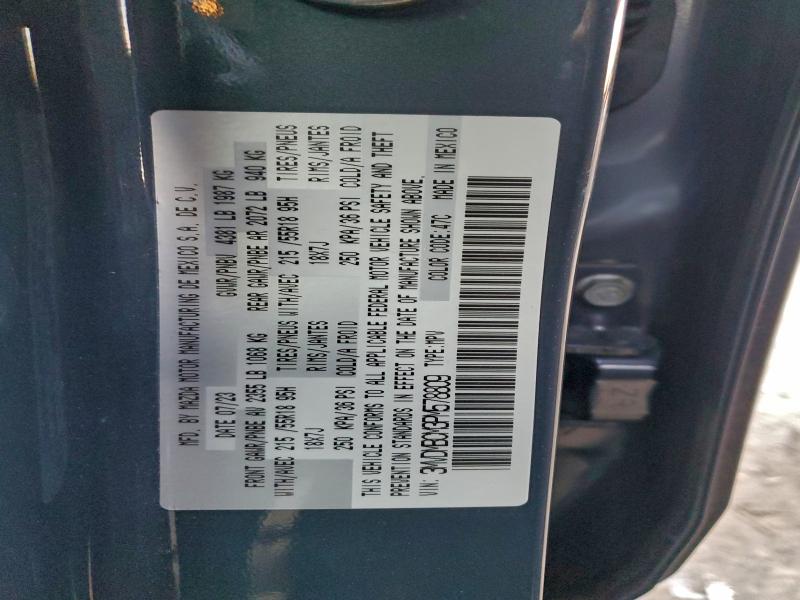 MFD. BY MAZDA MOTOR MANUFACTURING DE MEXICO S.A. DE C.V.
DATE 07/23 GVWR/PNBV 4381 LB 1987 KG
FRONT GAWR/PNBE AV 2355 LB 1068 KG REAR GAWR/PNBE AR 2072 LB 940 KG
WITH/AVEC 215 /55R18 95H TIRES/PNEUS WITH/AVEC 215 /55R18 95H TIRES/PNEUS
18X7J RIMS/JANTES 18X7J RIMS/JANTES
250 KPA/36 PSI COLD/A FROID 250 KPA/36 PSI COLD/A FROID
THIS VEHICLE CONFORMS TO ALL APPLICABLE FEDERAL MOTOR VEHICLE SAFETY AND THEFT
PREVENTION STANDARDS IN EFFECT ON THE DATE OF MANUFACTURE SHOWN ABOVE.
COLOR CODE:47C MADE IN MEXICO
VIN: 3MVDMBCM3PM578809 TYPE:MPV